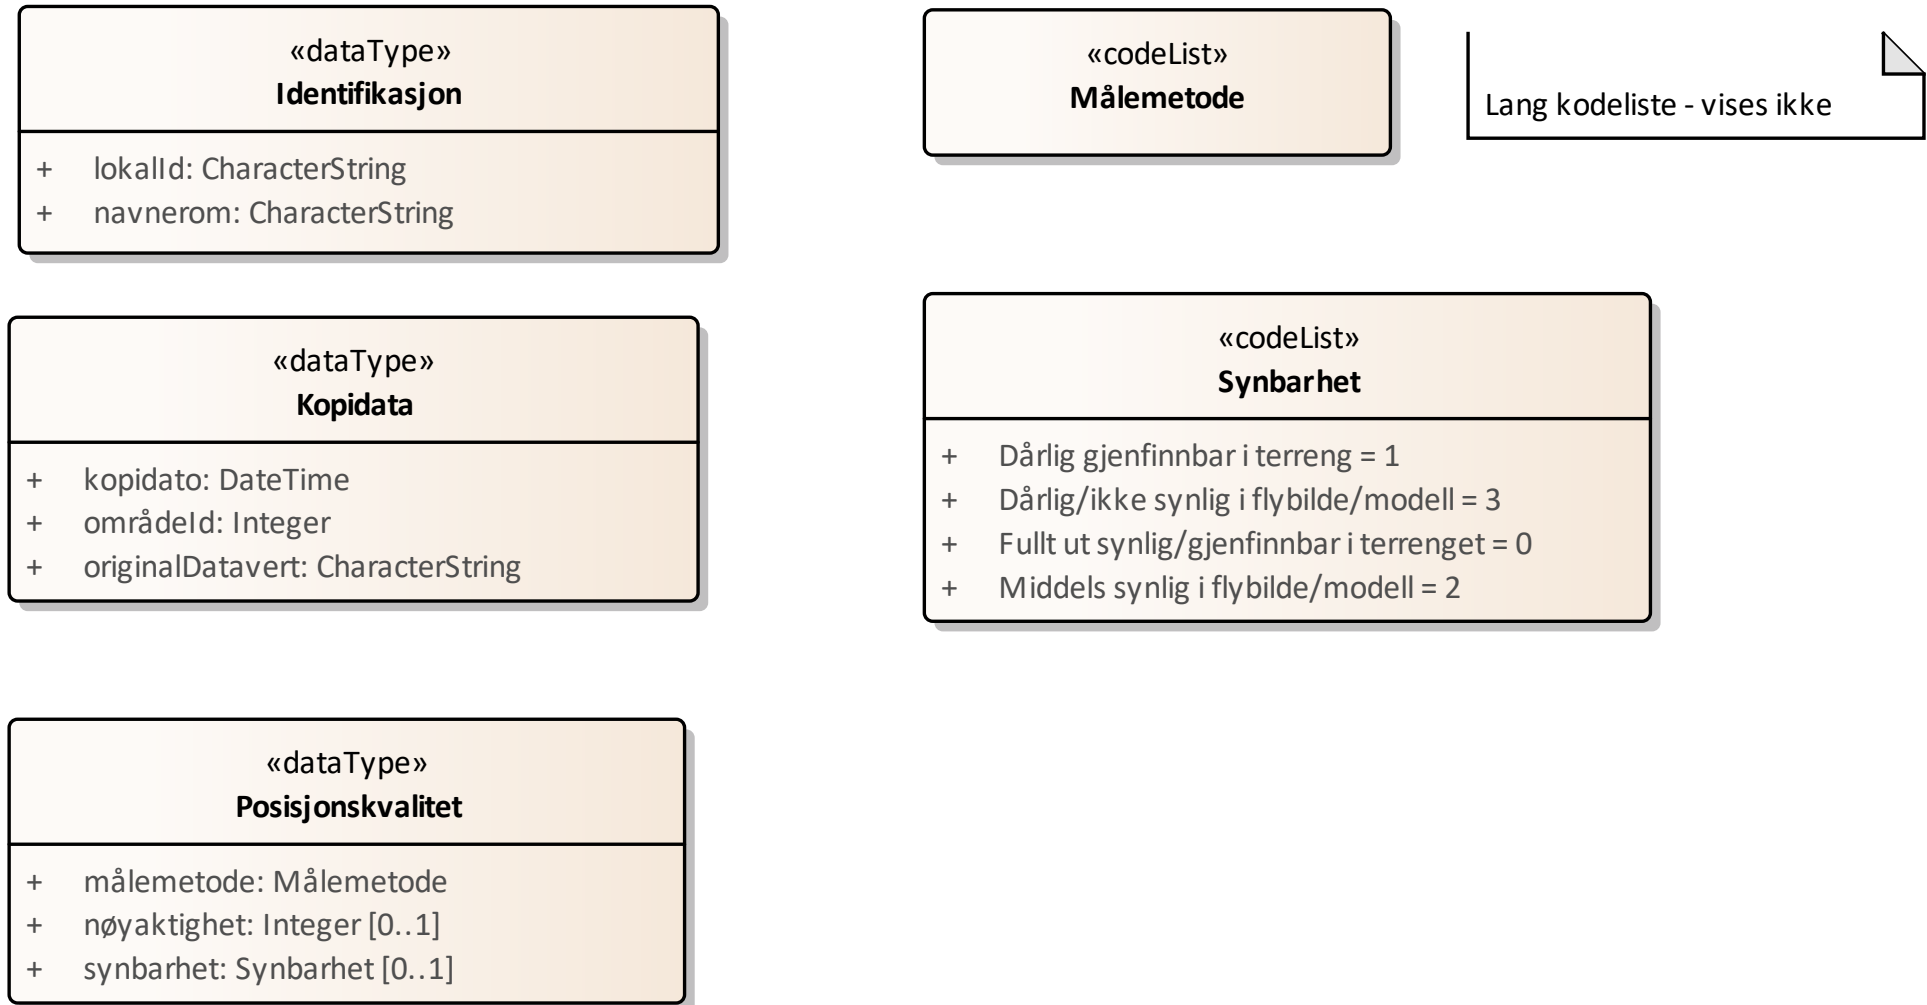 «dataType»
Identifikasjon
+ lokalId: CharacterString
+ navnerom: CharacterString
«codeList»
Målemetode
Lang kodeliste - vises ikke
«dataType»
Kopidata
+ kopidato: DateTime
+ områdeId: Integer
+ originalDatavert: CharacterString
«codeList»
Synbarhet
+ Dårlig gjenfinnbar i terreng = 1
+ Dårlig/ikke synlig i flybilde/modell = 3
+ Fullt ut synlig/gjenfinnbar i terrenget = 0
+ Middels synlig i flybilde/modell = 2
«dataType»
Posisjonskvalitet
+ målemetode: Målemetode
+ nøyaktighet: Integer [0..1]
+ synbarhet: Synbarhet [0..1]